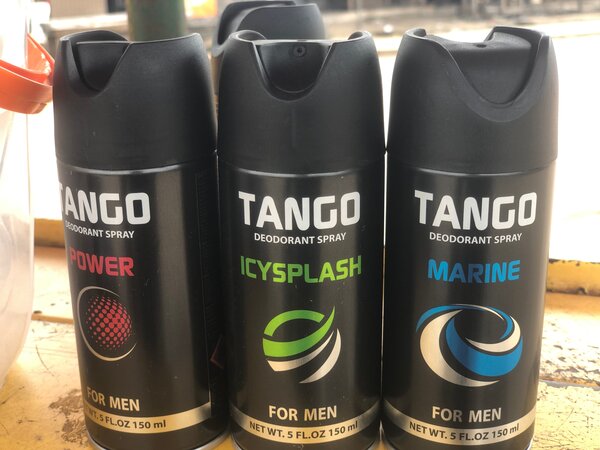 TANGO
DEODORANT SPRAY
POWER
FOR MEN
NET WT. 5 FL.OZ 150 ml
TANGO
DEODORANT SPRAY
ICYSPLASH
FOR MEN
NET WT. 5 FL.OZ 150 ml
TANGO
DEODORANT SPRAY
MARINE
FOR MEN
NET WT. 5 FL.OZ 150 ml